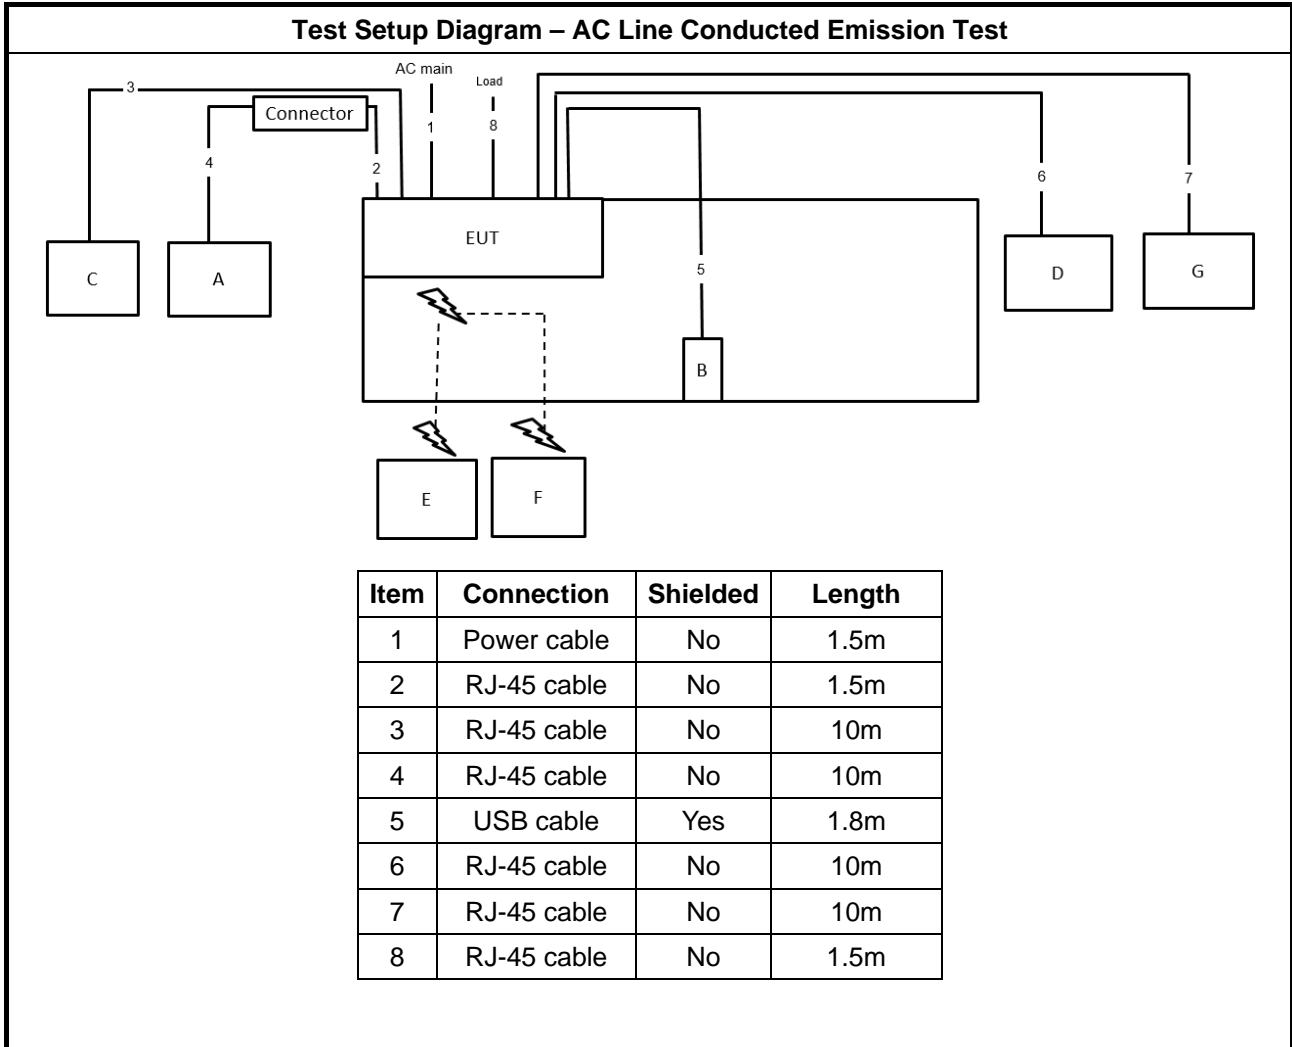 Test Setup Diagram – AC Line Conducted Emission Test
AC main
Load
3
Connector
1
8
4
2
6
7
EUT
C
A
5
D
G
B
E
F
Item Connection Shielded Length
1 Power cable No 1.5m
2 RJ-45 cable No 1.5m
3 RJ-45 cable No 10m
4 RJ-45 cable No 10m
5 USB cable Yes 1.8m
6 RJ-45 cable No 10m
7 RJ-45 cable No 10m
8 RJ-45 cable No 1.5m